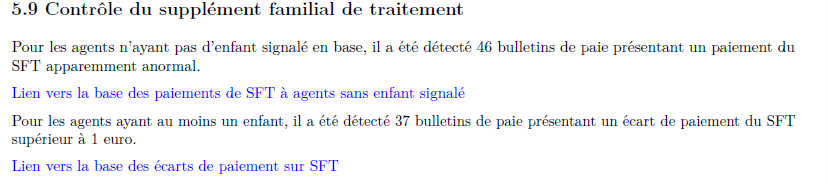 5.9 Contrôle du supplément familial de traitement
Pour les agents n'ayant pas d'enfant signalé en base, il a été détecté 46 bulletins de paie présentant un paiement du
SFT apparemment anormal.
Lien vers la base des paiements de SFT à agents sans enfant signalé
Pour les agents ayant au moins un enfant, il a été détecté 37 bulletins de paie présentant un écart de paiement du SFT
supérieur à 1 euro.
Lien vers la base des écarts de paiement sur SFT